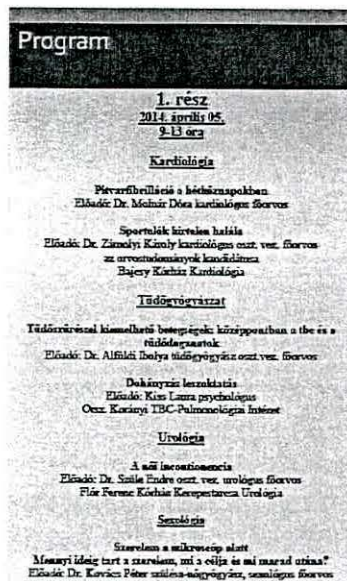 Program
1. rész
2014. április 05.
9-13 óra
Kardiológia
Pitvarfibrilláció a hétköznapokban
Előadó: Dr. Molnár Dóra kardiológus főorvos
Sportolók hirtelen halála
Előadó: Dr. Zámolyi Károly kardiológus oszt. vez. főorvos
az orvostudományok kandidátusa
Bajcsy Kórház Kardiológia
Tüdőgyógyászat
Tüdőszűréssel kiemelhető betegségek: középpontban a tbc és a
tüdődaganatok
Előadó: Dr. Alföldi Ibolya tüdőgyógyász oszt. vez. főorvos
Dohányzás leszoktatás
Előadó: Kiss Laura psychológus
Orsz. Korányi TBC-Pulmonológiai Intézet
Urológia
A női incontinencia
Előadó: Dr. Szüle Endre oszt. vez. urológus főorvos
Flór Ferenc Kórház Kerepestarcsa Urológia
Sexológia
Szerelem a mikroscóp alatt
Mennyi ideig tart a szerelem, mi a célja és mi marad utána?
Előadó: Dr. Kovács Péter szülész-nőgyógyász, sexológus főorvos